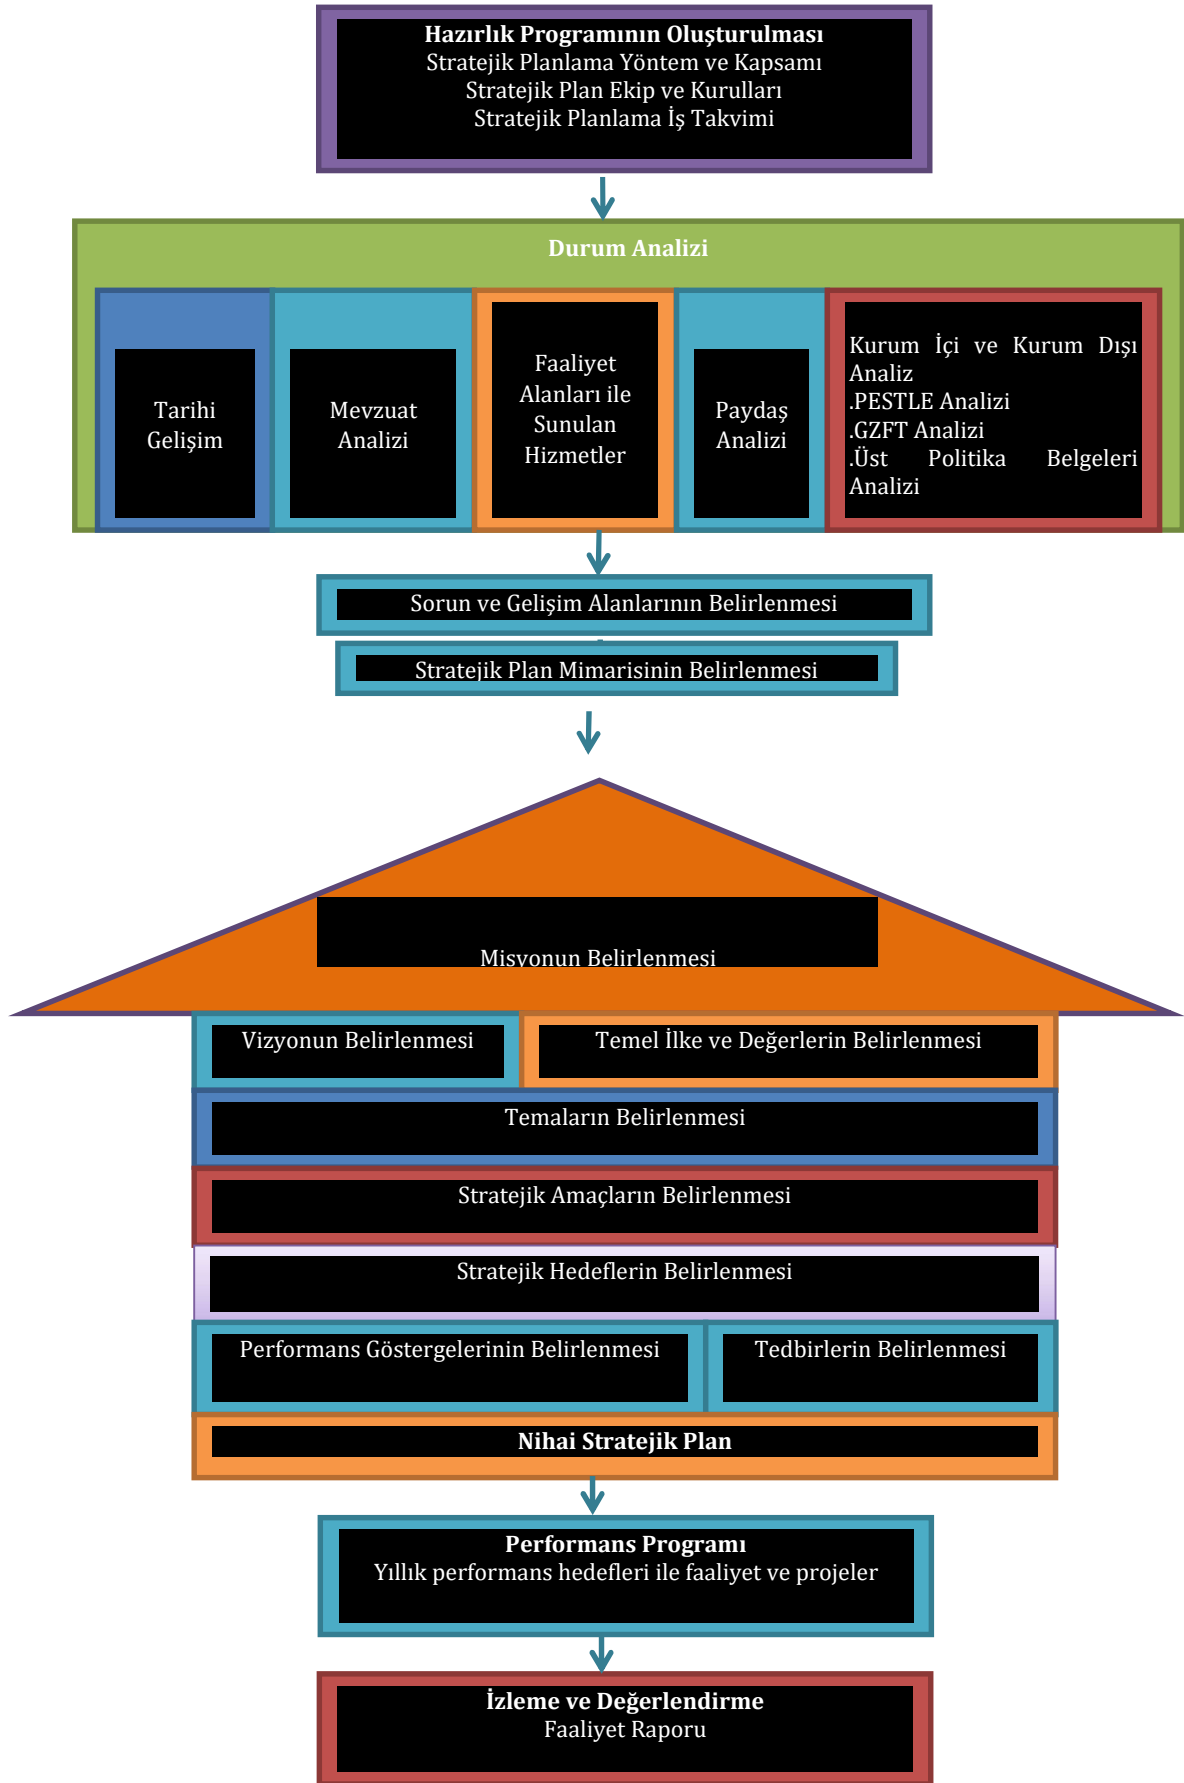 Hazırlık Programının Oluşturulması
Stratejik Planlama Yöntem ve Kapsamı
Stratejik Plan Ekip ve Kurulları
Stratejik Planlama İş Takvimi
Durum Analizi
Tarihi
Gelişim
Mevzuat
Analizi
Faaliyet
Alanları ile
Sunulan
Hizmetler
Paydaş
Analizi
Kurum İçi ve Kurum Dışı
Analiz
.PESTLE Analizi
.GZFT Analizi
.Üst Politika Belgeleri
Analizi
Sorun ve Gelişim Alanlarının Belirlenmesi
Stratejik Plan Mimarisinin Belirlenmesi
Misyonun Belirlenmesi
Vizyonun Belirlenmesi
Temel İlke ve Değerlerin Belirlenmesi
Temaların Belirlenmesi
Stratejik Amaçların Belirlenmesi
Stratejik Hedeflerin Belirlenmesi
Performans Göstergelerinin Belirlenmesi
Tedbirlerin Belirlenmesi
Nihai Stratejik Plan
Performans Programı
Yıllık performans hedefleri ile faaliyet ve projeler
İzleme ve Değerlendirme
Faaliyet Raporu